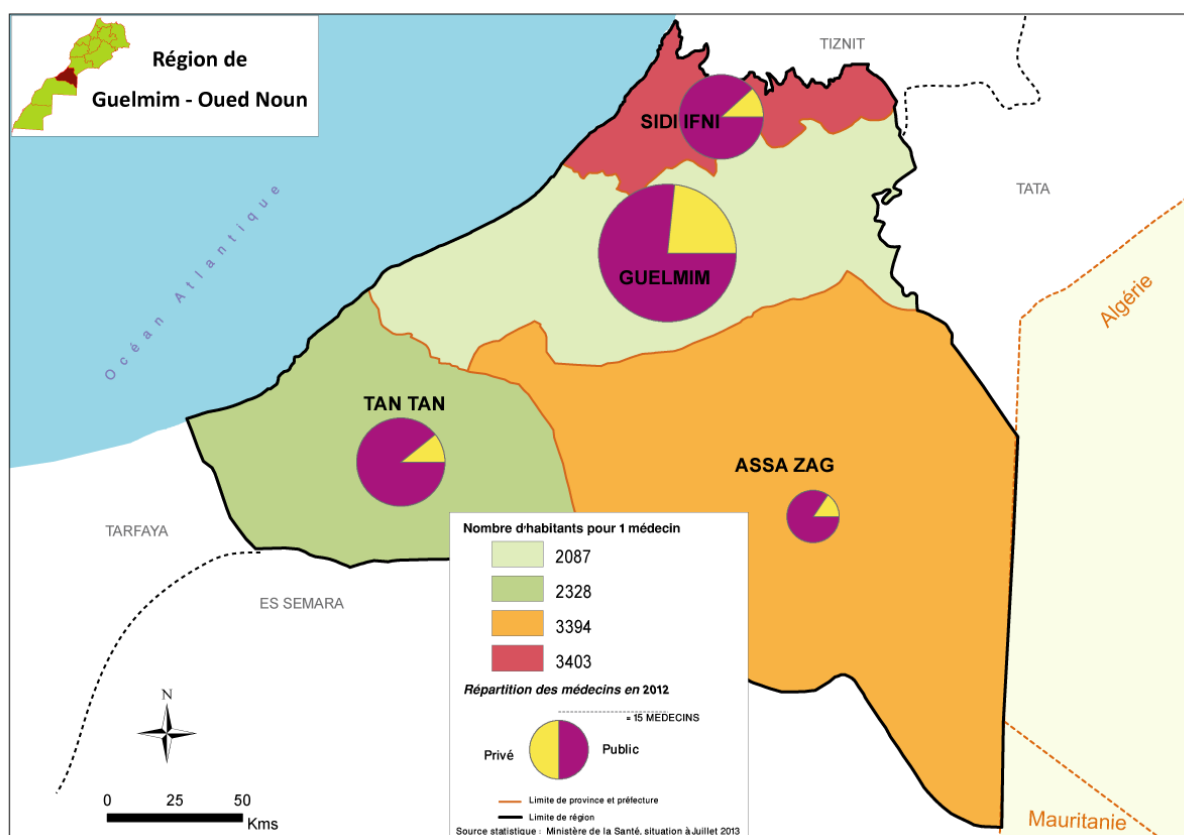 Région de
Guelmim - Oued Noun
TIZNIT
SIDI IFNI
TATA
Océan Atlantique
GUELMIM
Algérie
TAN TAN
ASSA ZAG
TARFAYA
ES SEMARA
Nombre d'habitants pour 1 médecin
2087
2328
3394
3403
Répartition des médecins en 2012
= 15 MEDECINS
Privé
Public
N
0 25 50
Kms
Limite de province et préfecture
Limite de région
Source statistique : Ministère de la Santé, situation à Juillet 2013
Mauritanie